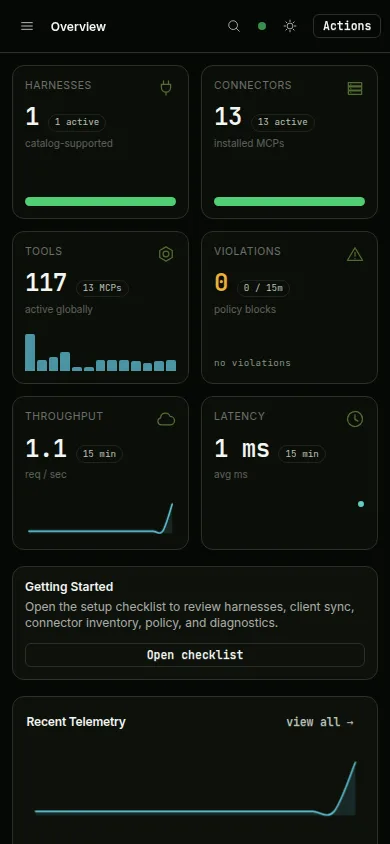 Overview
Actions
HARNESSES
1
1 active
catalog-supported
CONNECTORS
13
13 active
installed MCPs
TOOLS
117
13 MCPs
active globally
VIOLATIONS
0
0 / 15m
policy blocks
no violations
THROUGHPUT
1.1
15 min
req / sec
LATENCY
1 ms
15 min
avg ms
Getting Started
Open the setup checklist to review harnesses, client sync,
connector inventory, policy, and diagnostics.
Open checklist
Recent Telemetry
view all →